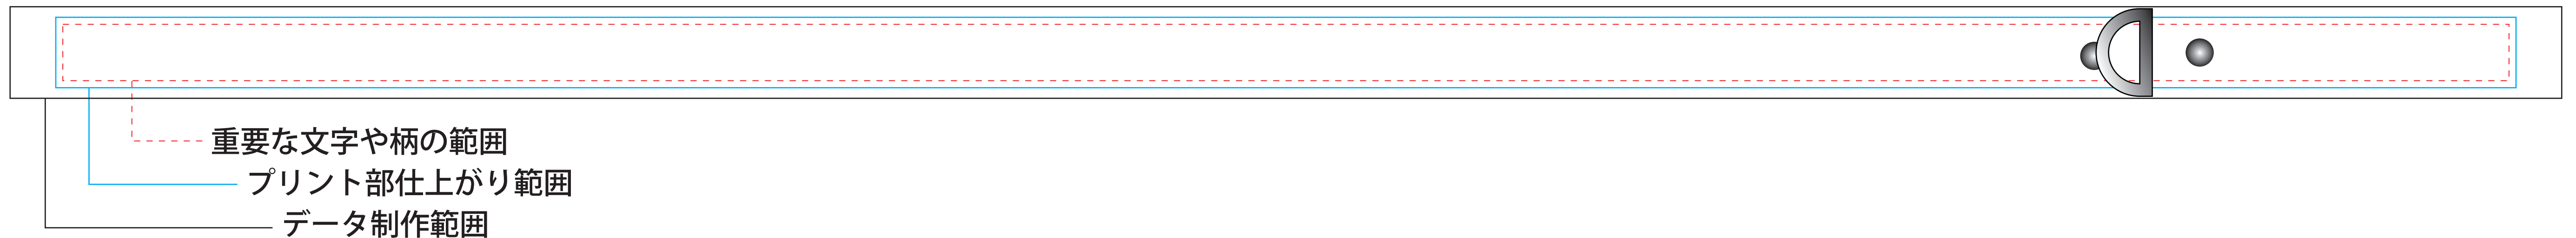 重要な文字や柄の範囲
プリント部仕上がり範囲
データ制作範囲